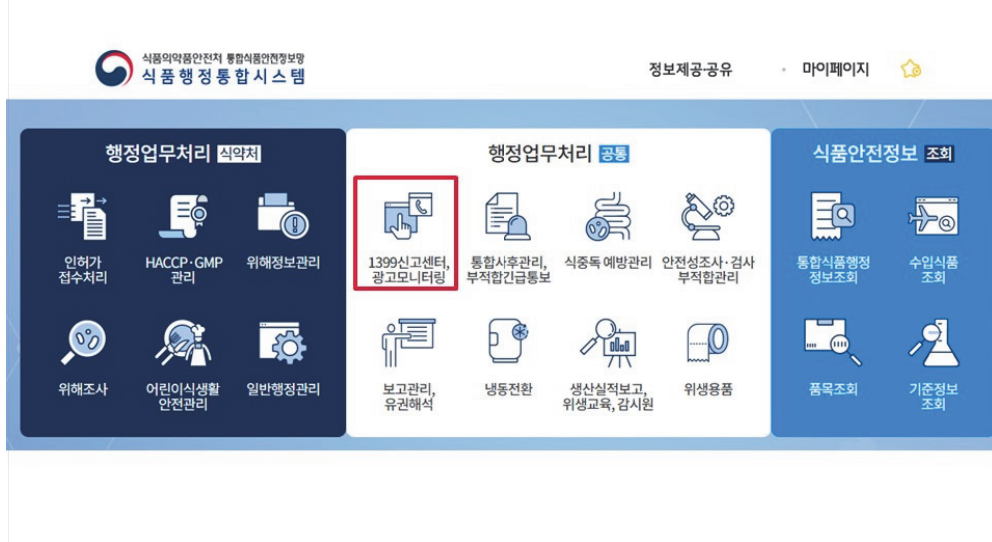 식품의약품안전처 통합식품안전정보망
식품행정통합시스템
정보제공·공유 · 마이페이지
행정업무처리 식약처
인허가
접수처리
HACCP·GMP
관리
위해정보관리
위해조사
어린이식생활
안전관리
일반행정관리
행정업무처리 공통
1399신고센터,
광고모니터링
통합사후관리,
부적합긴급통보
식중독 예방관리
안전성조사·검사
부적합관리
보고관리,
유권해석
냉동전환
생산실적보고,
위생교육, 감시원
위생용품
식품안전정보 조회
통합식품행정
정보조회
수입식품
조회
품목조회
기준정보
조회